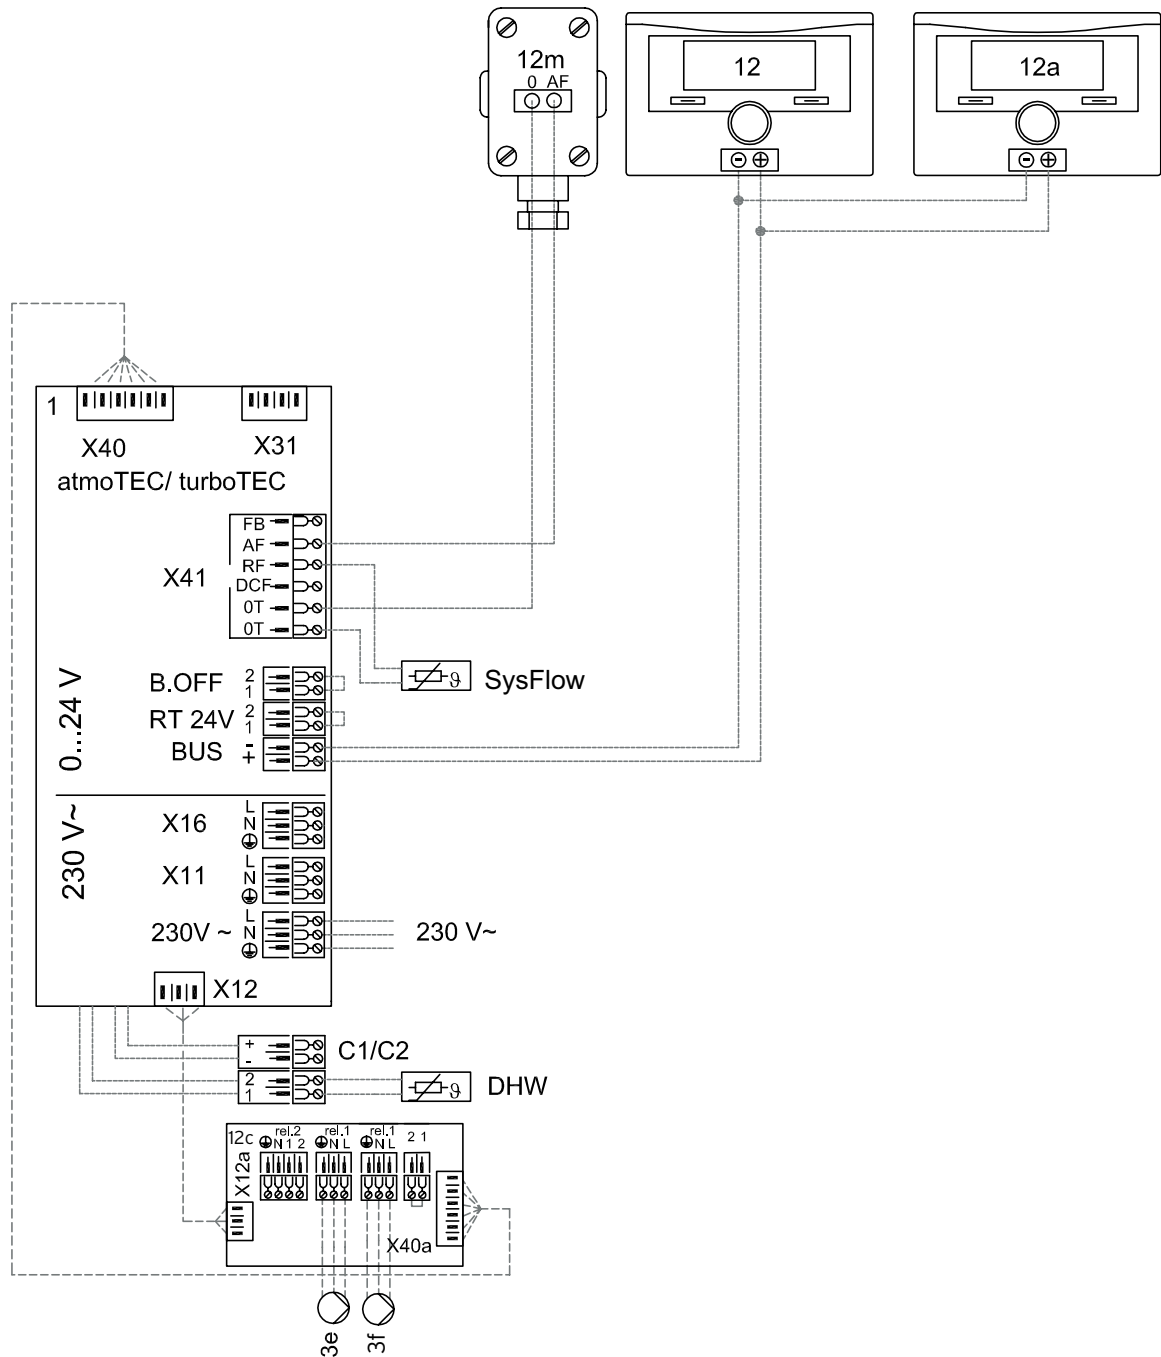 12m
0 AF
12
12a
1
X40
X31
atmoTEC/ turboTEC
X41
FB
AF
RF
DCF
0T
0T
SysFlow
0...24 V
B.OFF
2
1
RT 24V
2
1
BUS
-
+
230 V~
X16
L
N
X11
L
N
230V ~
L
N
230 V~
X12
+
-
C1/C2
2
1
DHW
12c
rel.2
N 1 2
rel.1
N L
rel.1
N L
2 1
X12a
X40a
3e
3f